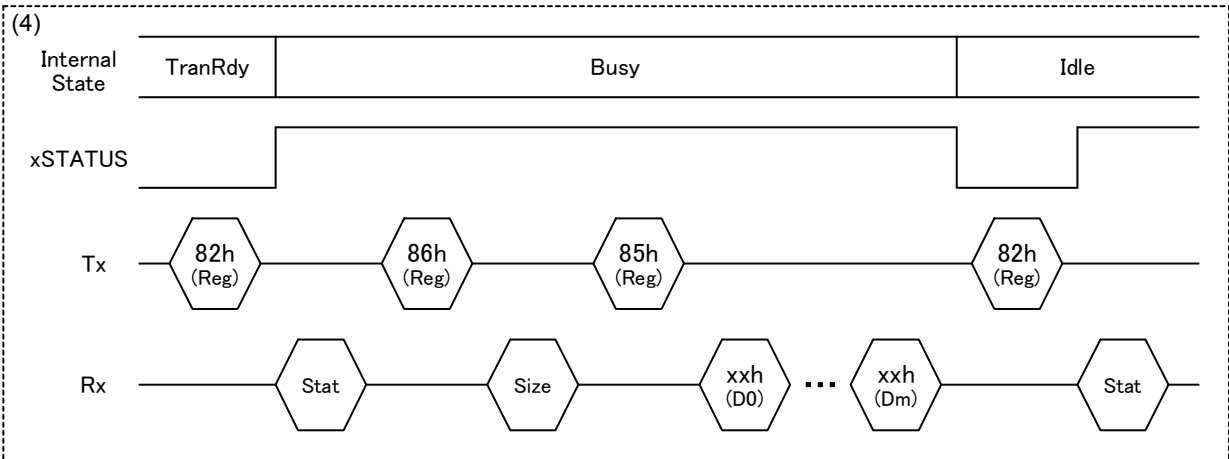 (4)
Internal
State
TranRdy
Busy
Idle
xSTATUS
Tx
82h
(Reg)
86h
(Reg)
85h
(Reg)
82h
(Reg)
Rx
Stat
Size
xxh
(D0)
...
xxh
(Dm)
Stat